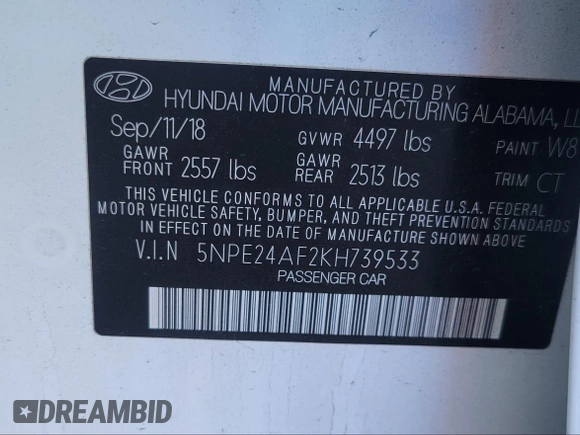 MANUFACTURED BY
HYUNDAI MOTOR MANUFACTURING ALABAMA,
Sep/11/18 GVWR 4497 lbs PAINT W8
GAWR FRONT 2557 lbs GAWR REAR 2513 lbs TRIM CT
THIS VEHICLE CONFORMS TO ALL APPLICABLE U.S.A. FEDERAL
MOTOR VEHICLE SAFETY, BUMPER, AND THEFT PREVENTION STANDARDS
IN EFFECT ON THE DATE OF MANUFACTURE SHOWN ABOVE.
V.I.N 5NPE24AF2KH739533
PASSENGER CAR
DREAMBID